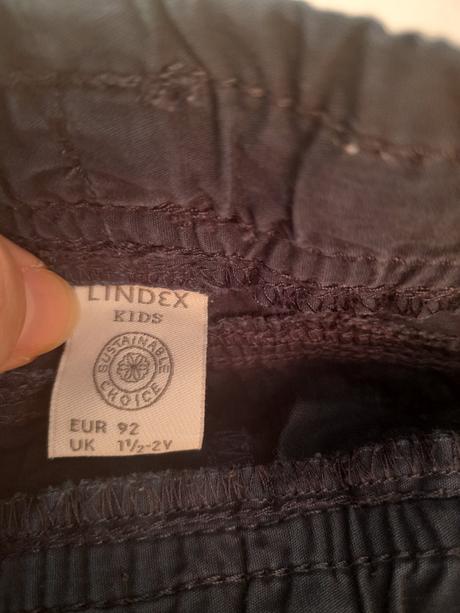 LINDEX
KIDS
SUSTAINABLE
CHOICE
EUR 92
UK 1½-2Y